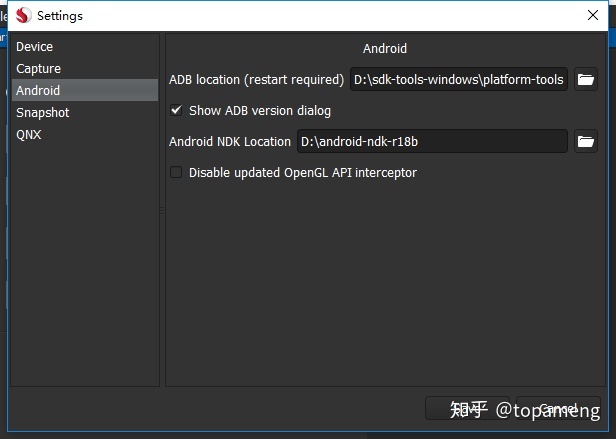 Settings
Device
Capture
Android
Snapshot
QNX
Android
ADB location (restart required) D:\sdk-tools-windows\platform-tools
Show ADB version dialog
Android NDK Location D:\android-ndk-r18b
Disable updated OpenGL API interceptor
Cancel
知乎 @topameng